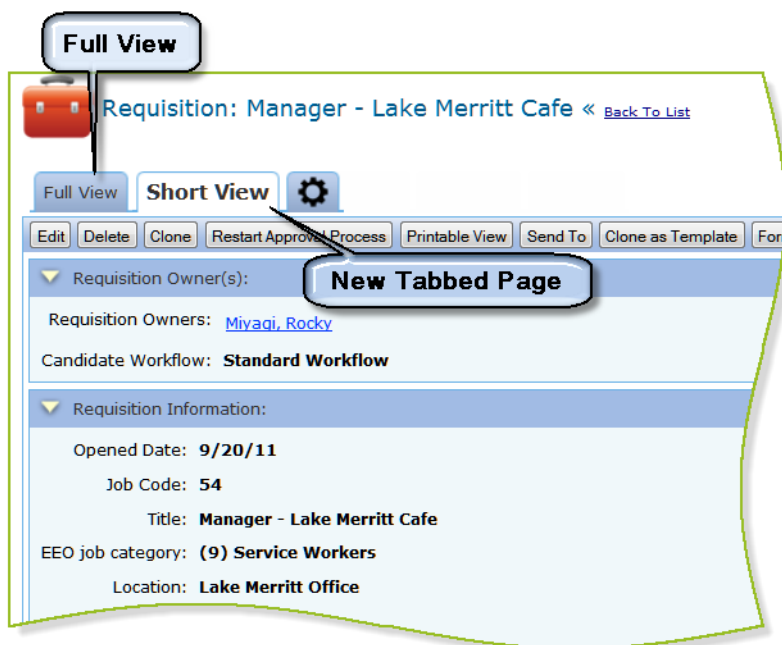 Full View
Requisition: Manager - Lake Merritt Cafe « Back To List
Full View Short View
Edit Delete Clone Restart Approval Process Printable View Send To Clone as Template For
New Tabbed Page
Requisition Owner(s):
Requisition Owners: Miyagi, Rocky
Candidate Workflow: Standard Workflow
Requisition Information:
Opened Date: 9/20/11
Job Code: 54
Title: Manager - Lake Merritt Cafe
EEO job category: (9) Service Workers
Location: Lake Merritt Office